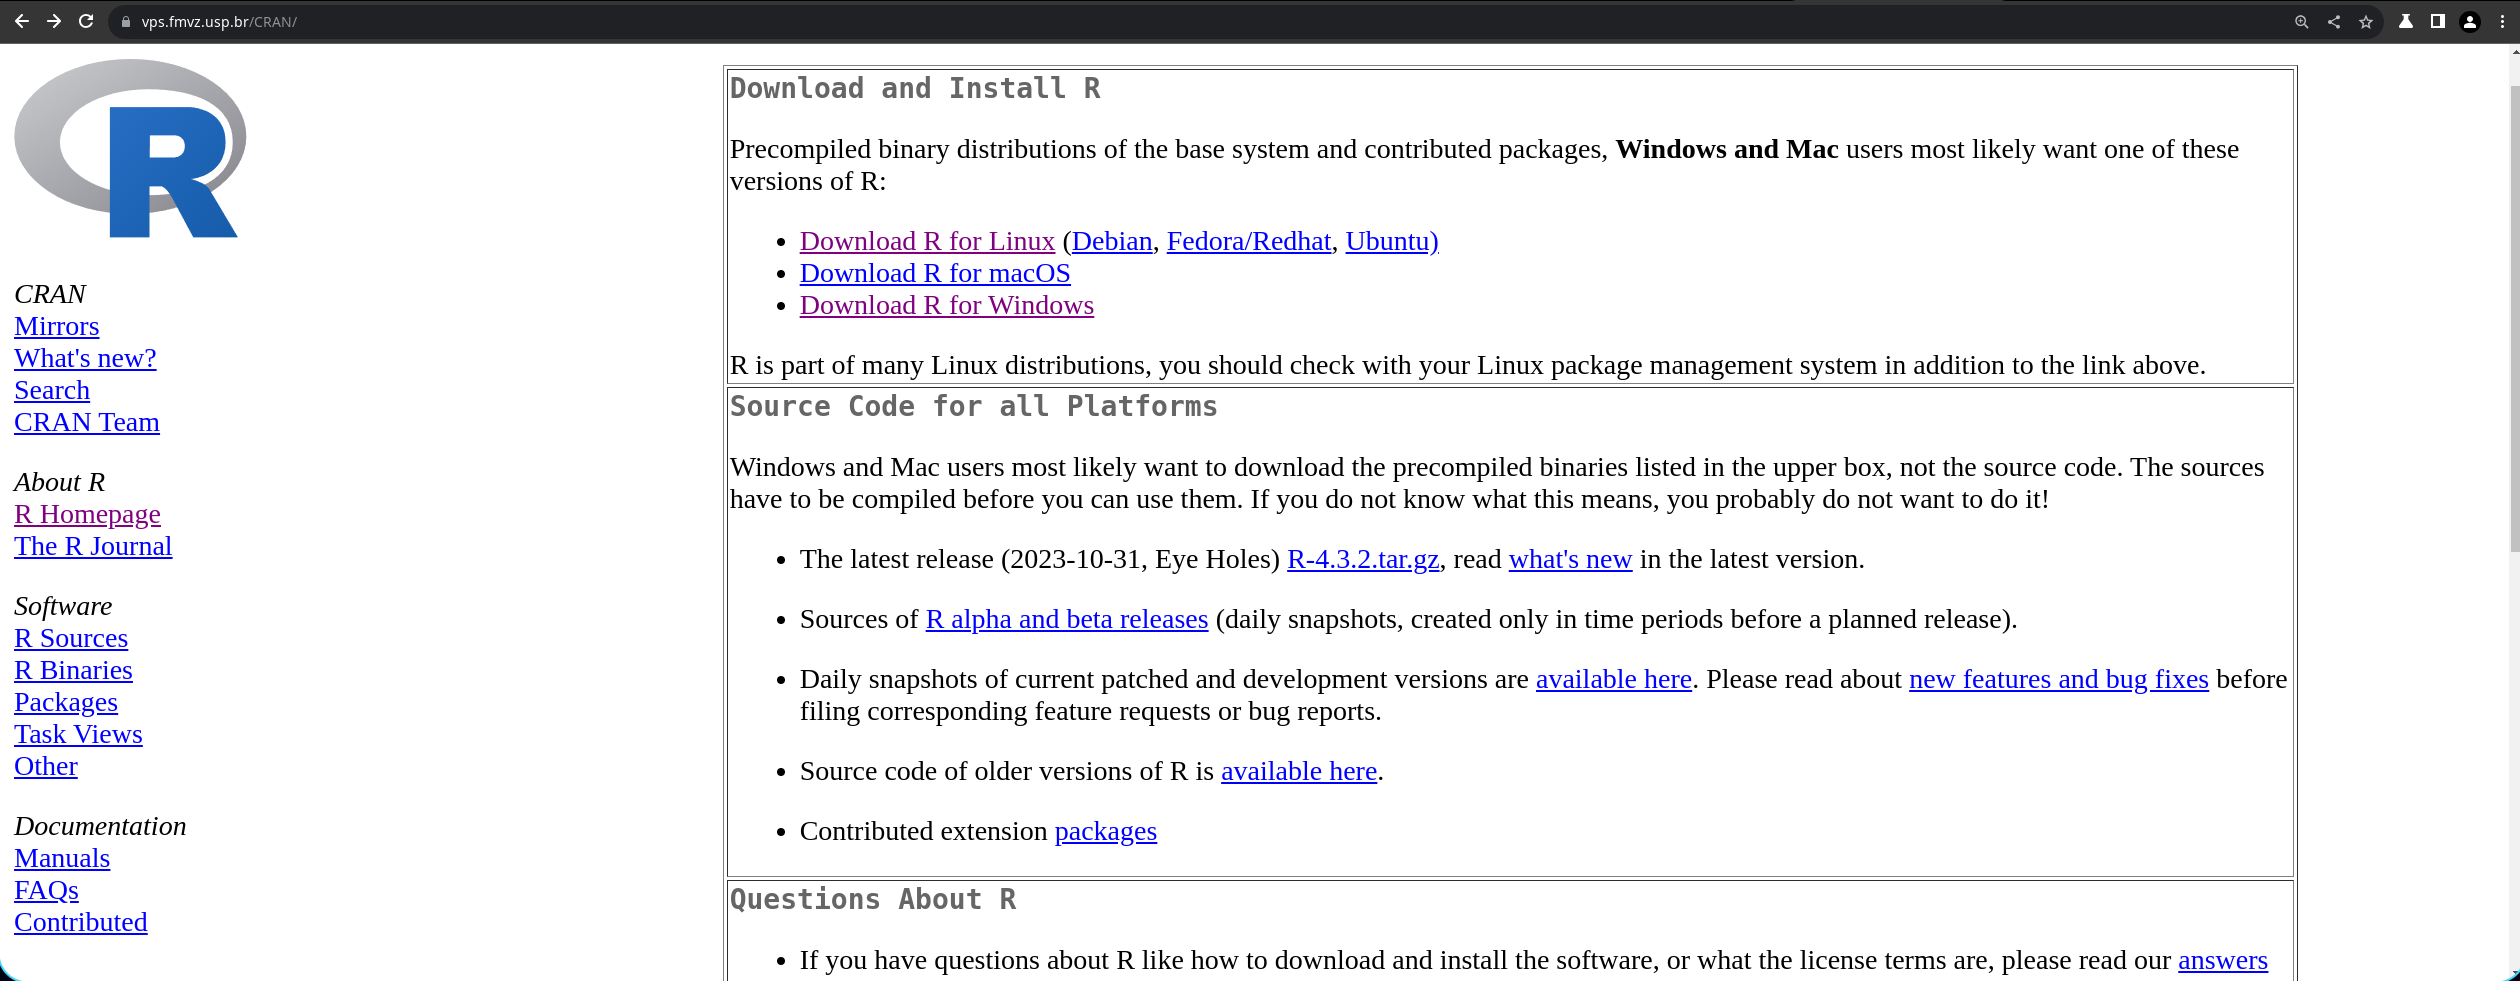 vps.fmvz.usp.br/CRAN/
R
CRAN
Mirrors
What's new?
Search
CRAN Team
About R
R Homepage
The R Journal
Software
R Sources
R Binaries
Packages
Task Views
Other
Documentation
Manuals
FAQs
Contributed
Download and Install R
Precompiled binary distributions of the base system and contributed packages, Windows and Mac users most likely want one of these
versions of R:
• Download R for Linux (Debian, Fedora/Redhat, Ubuntu)
• Download R for macOS
• Download R for Windows
R is part of many Linux distributions, you should check with your Linux package management system in addition to the link above.
Source Code for all Platforms
Windows and Mac users most likely want to download the precompiled binaries listed in the upper box, not the source code. The sources
have to be compiled before you can use them. If you do not know what this means, you probably do not want to do it!
• The latest release (2023-10-31, Eye Holes) R-4.3.2.tar.gz, read what's new in the latest version.
• Sources of R alpha and beta releases (daily snapshots, created only in time periods before a planned release).
• Daily snapshots of current patched and development versions are available here. Please read about new features and bug fixes before
filing corresponding feature requests or bug reports.
• Source code of older versions of R is available here.
• Contributed extension packages
Questions About R
• If you have questions about R like how to download and install the software, or what the license terms are, please read our answers